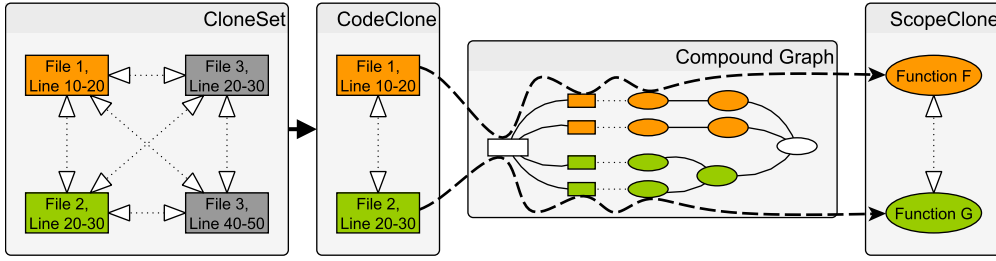 CloneSet
File 1,
Line 10-20
File 3,
Line 20-30
File 2,
Line 20-30
File 3,
Line 40-50
CodeClone
File 1,
Line 10-20
File 2,
Line 20-30
Compound Graph
ScopeClone
Function F
Function G